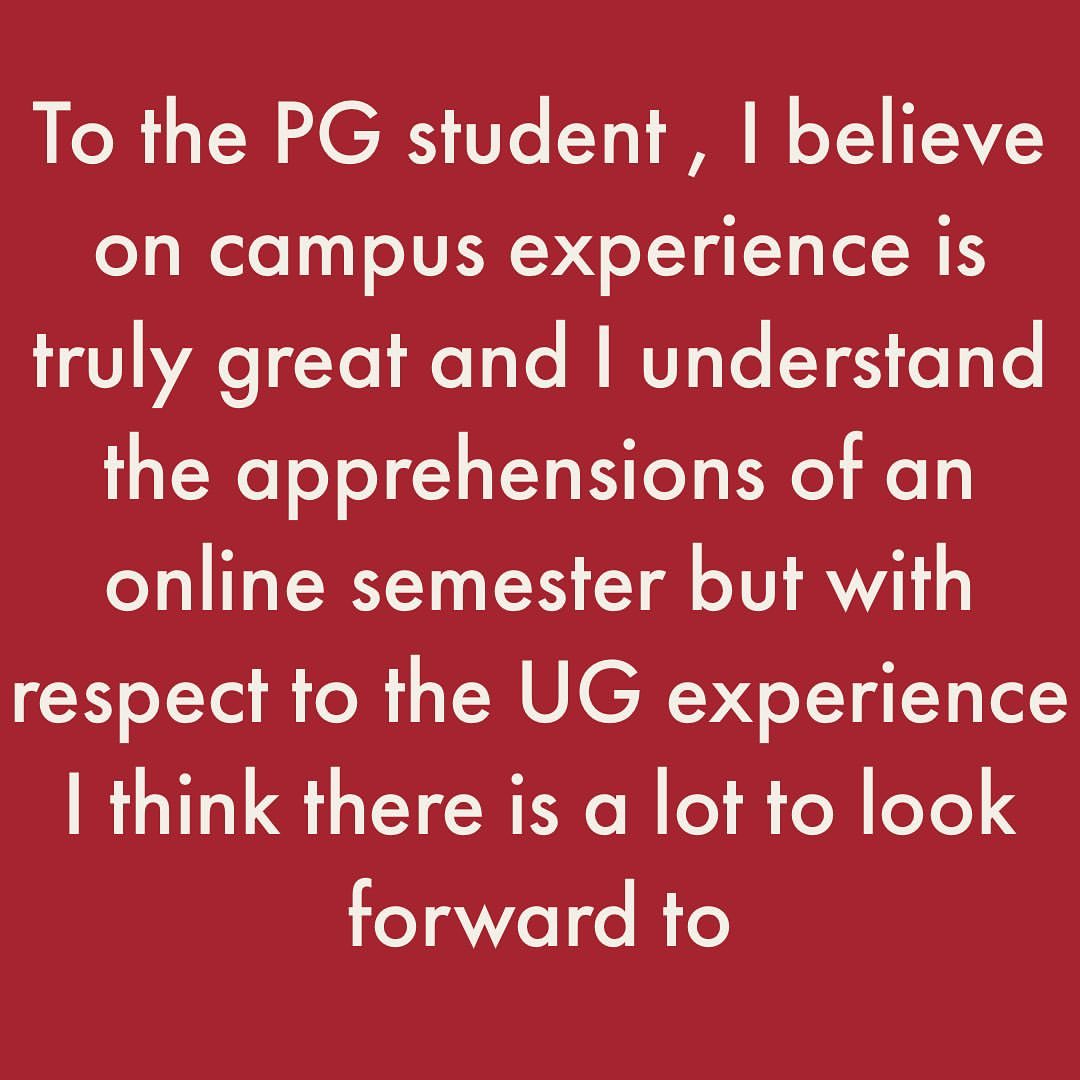 To the PG student , I believe
on campus experience is
truly great and I understand
the apprehensions of an
online semester but with
respect to the UG experience
I think there is a lot to look
forward to